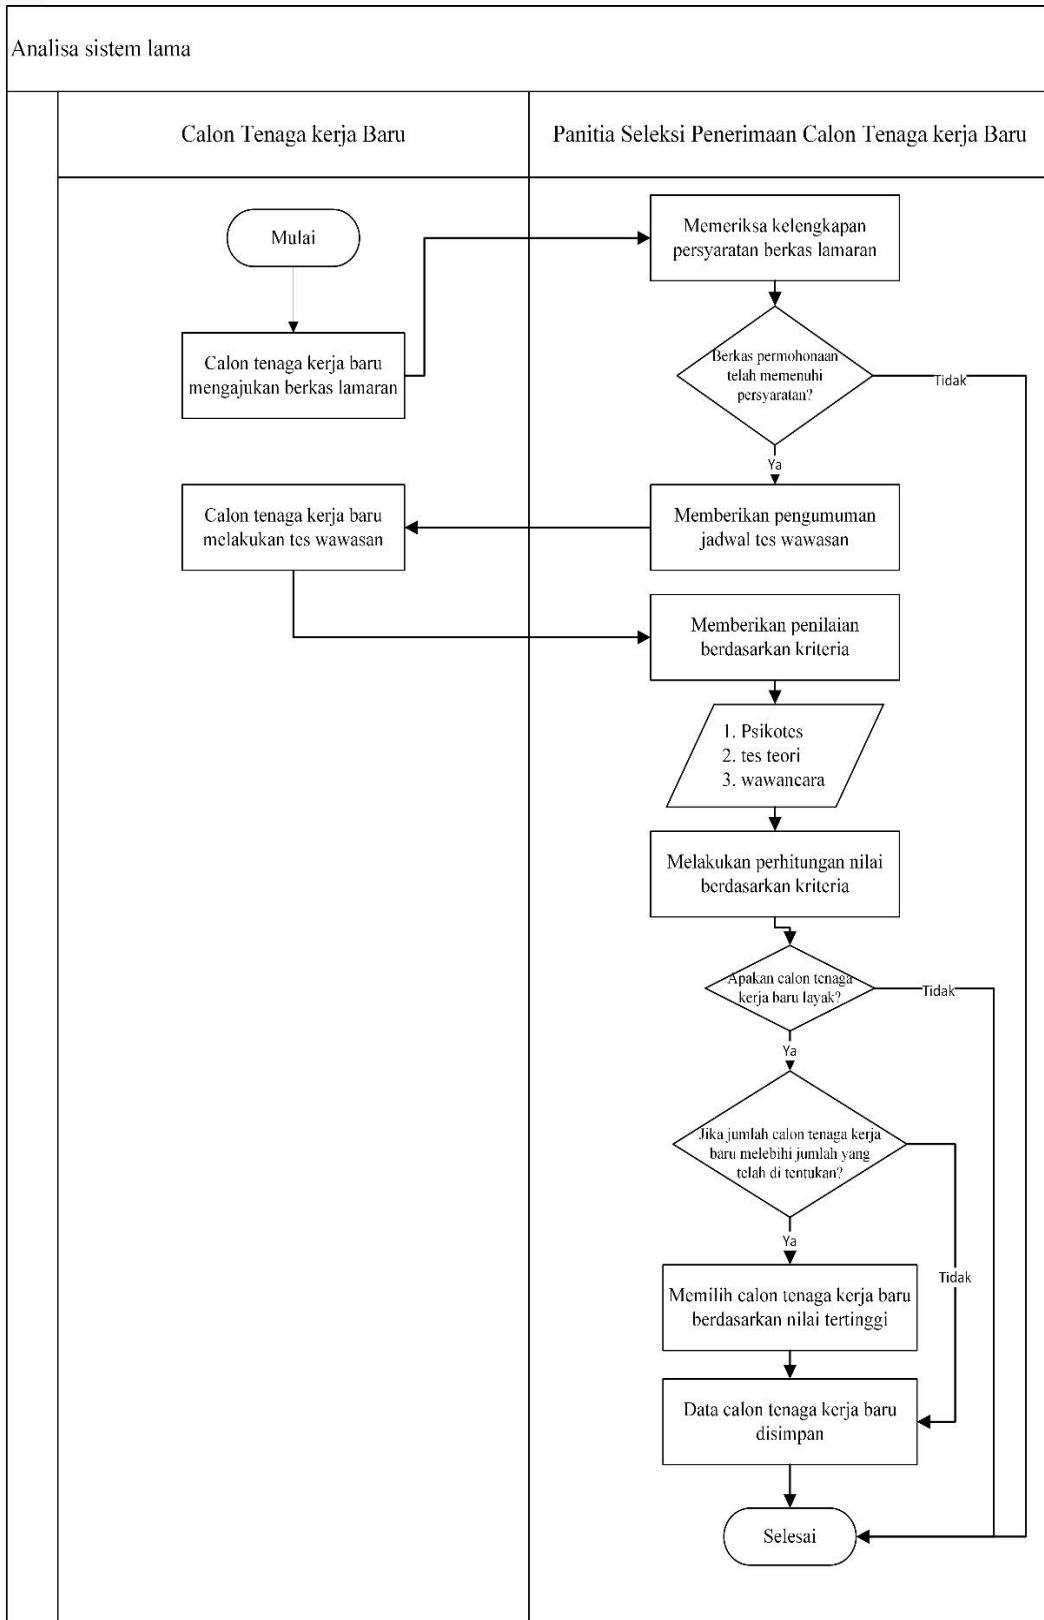 Analisa sistem lama
Calon Tenaga kerja Baru
Panitia Seleksi Penerimaan Calon Tenaga kerja Baru
Mulai
Calon tenaga kerja baru
mengajukan berkas lamaran
Memeriksa kelengkapan
persyaratan berkas lamaran
Berkas permohonaan
telah memenuhi
persyaratan?
Tidak
Ya
Memberikan pengumuman
jadwal tes wawasan
Calon tenaga kerja baru
melakukan tes wawasan
Memberikan penilaian
berdasarkan kriteria
1. Psikotes
2. tes teori
3. wawancara
Melakukan perhitungan nilai
berdasarkan kriteria
Apakan calon tenaga
kerja baru layak?
Tidak
Ya
Jika jumlah calon tenaga kerja
baru melebihi jumlah yang
telah di tentukan?
Ya
Tidak
Memilih calon tenaga kerja baru
berdasarkan nilai tertinggi
Data calon tenaga kerja baru
disimpan
Selesai